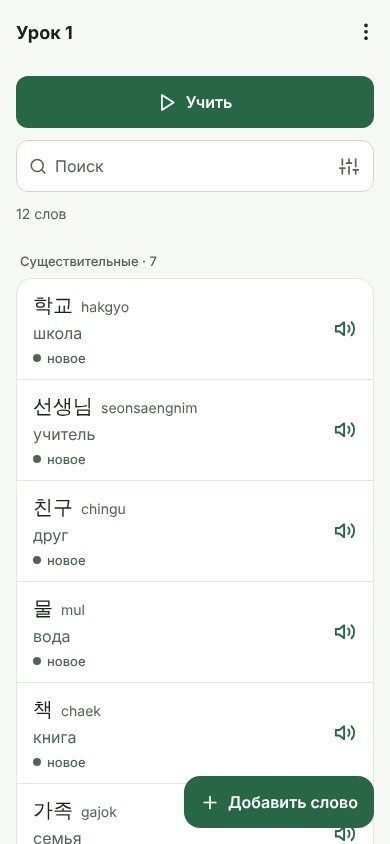 Урок 1
Учить
Поиск
12 слов
Существительные · 7
학교 hakgyo
школа
новое
선생님 seonsaengnim
учитель
новое
친구 chingu
друг
новое
물 mul
вода
новое
책 chaek
книга
новое
Добавить слово
가족 gajok
семья